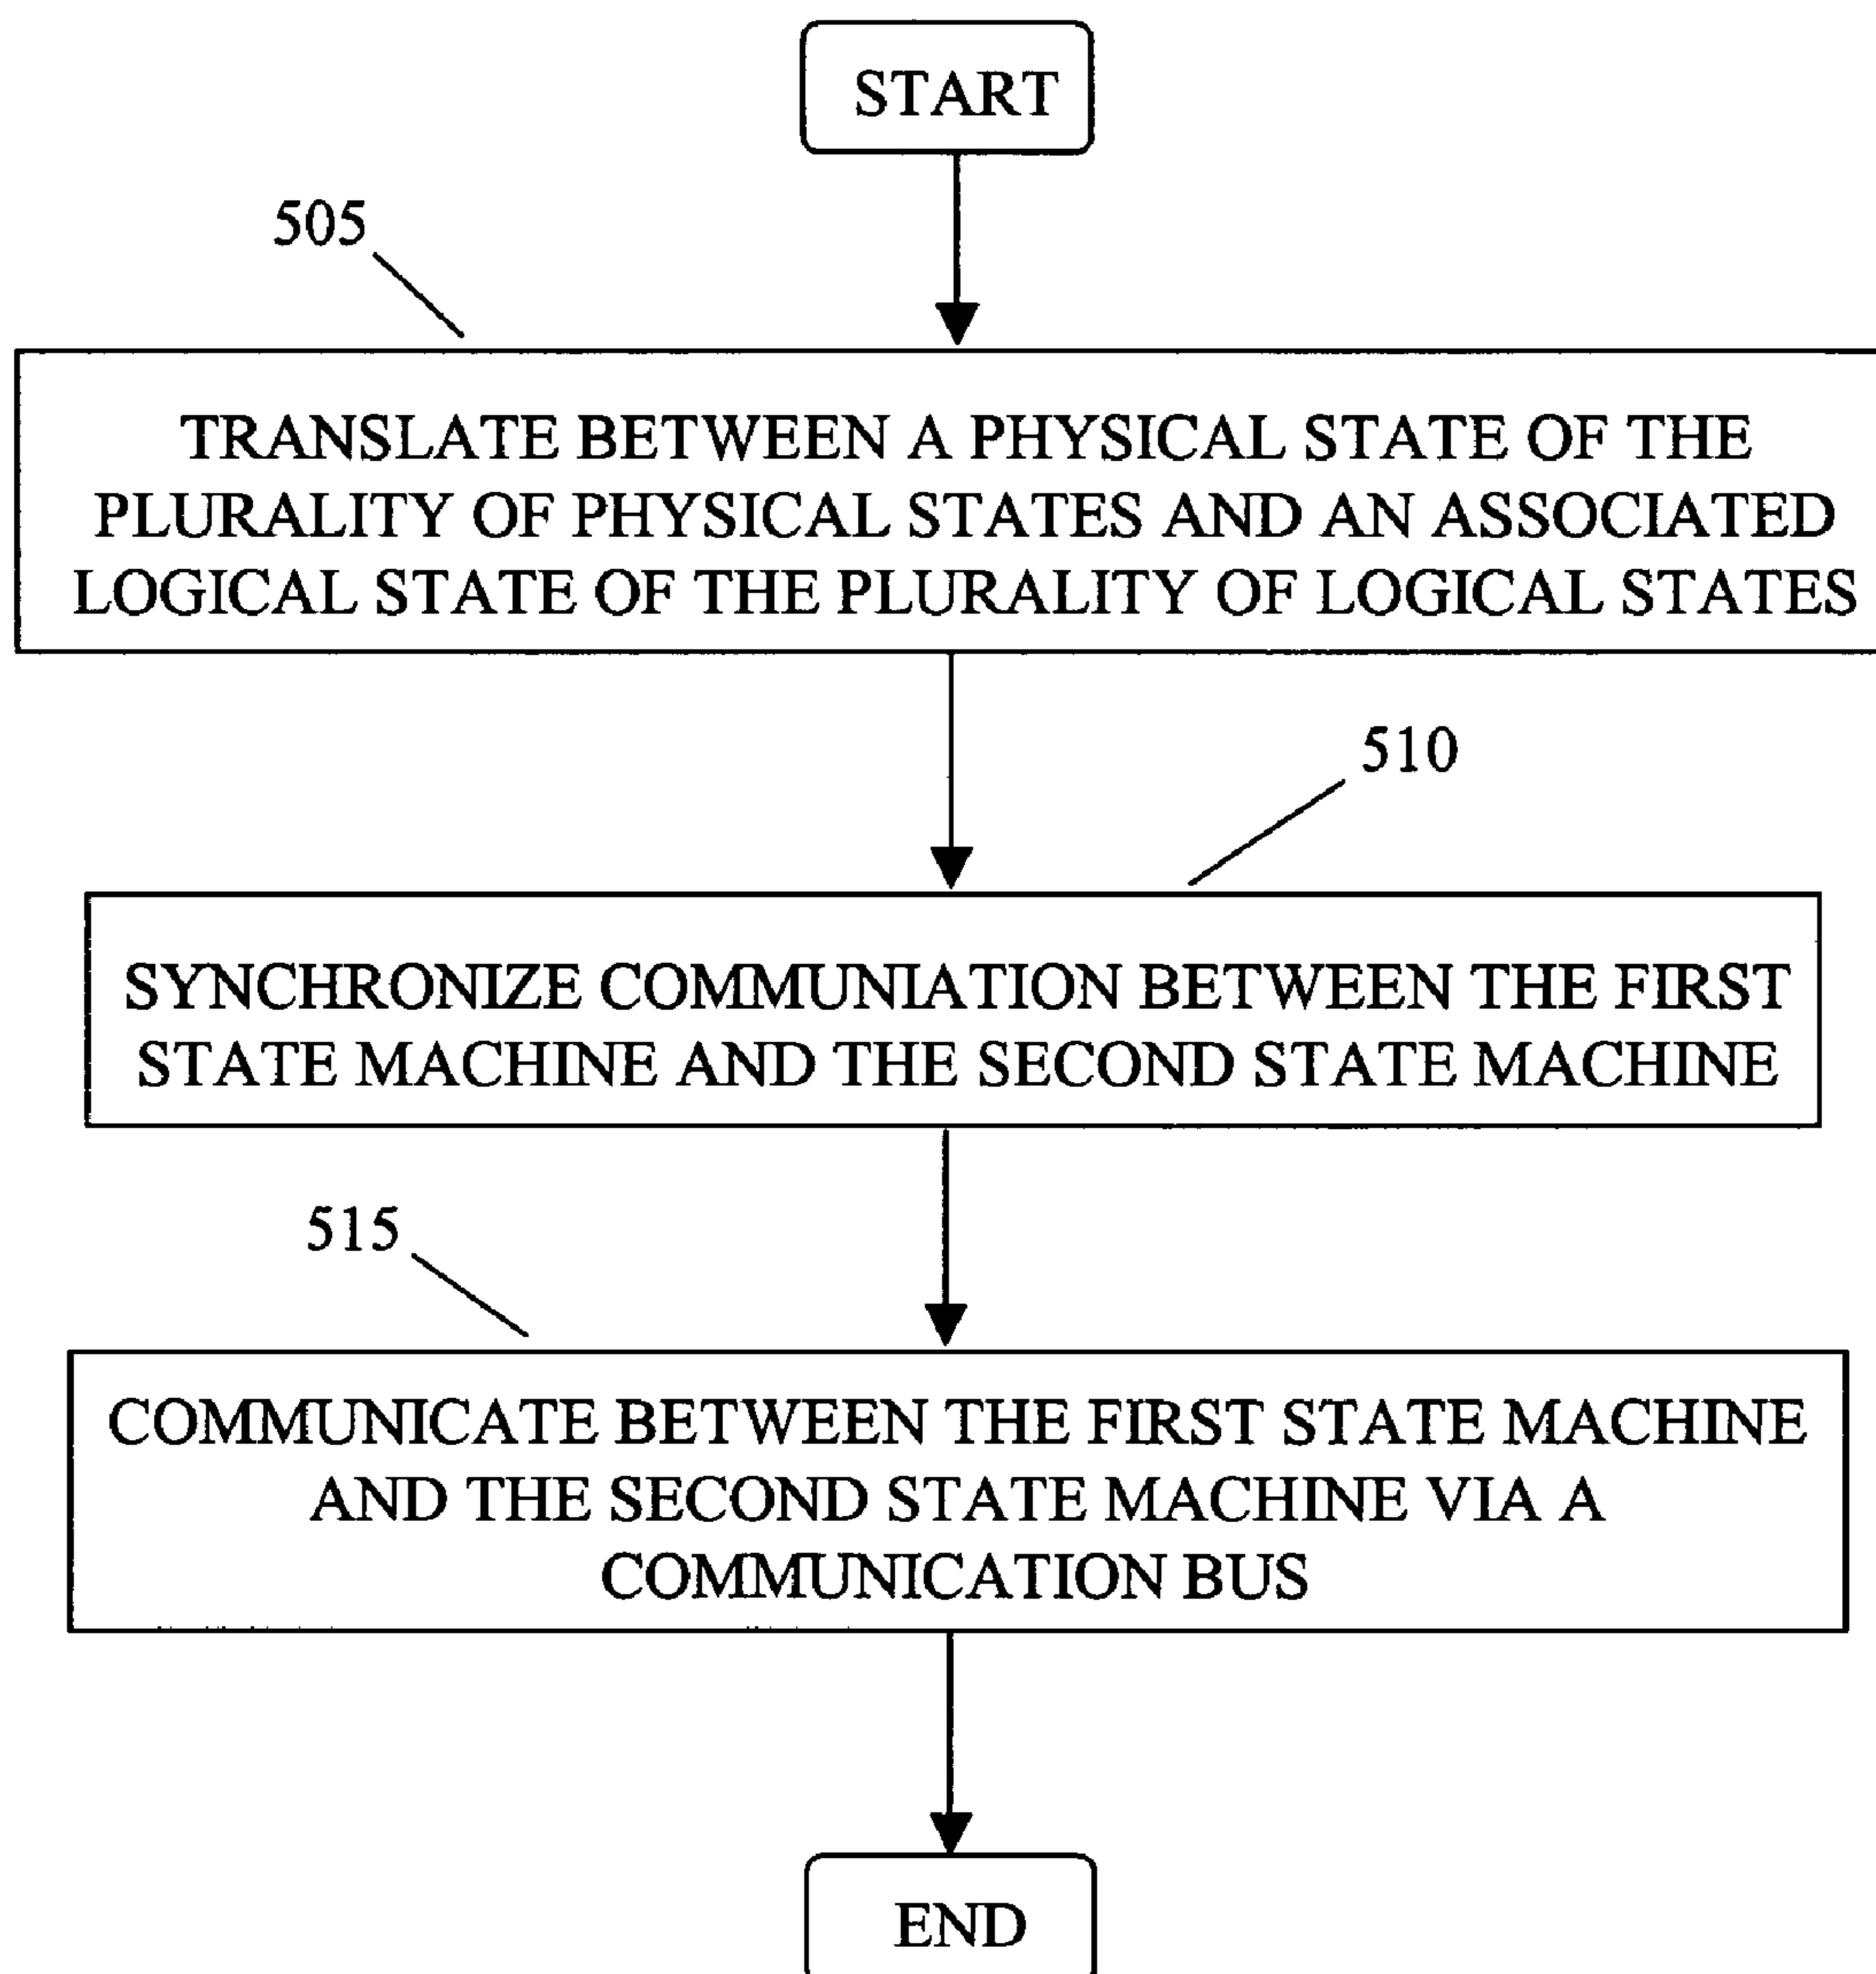 START
505
TRANSLATE BETWEEN A PHYSICAL STATE OF THE
PLURALITY OF PHYSICAL STATES AND AN ASSOCIATED
LOGICAL STATE OF THE PLURALITY OF LOGICAL STATES
510
SYNCHRONIZE COMMUNIATION BETWEEN THE FIRST
STATE MACHINE AND THE SECOND STATE MACHINE
515
COMMUNICATE BETWEEN THE FIRST STATE MACHINE
AND THE SECOND STATE MACHINE VIA A
COMMUNICATION BUS
END